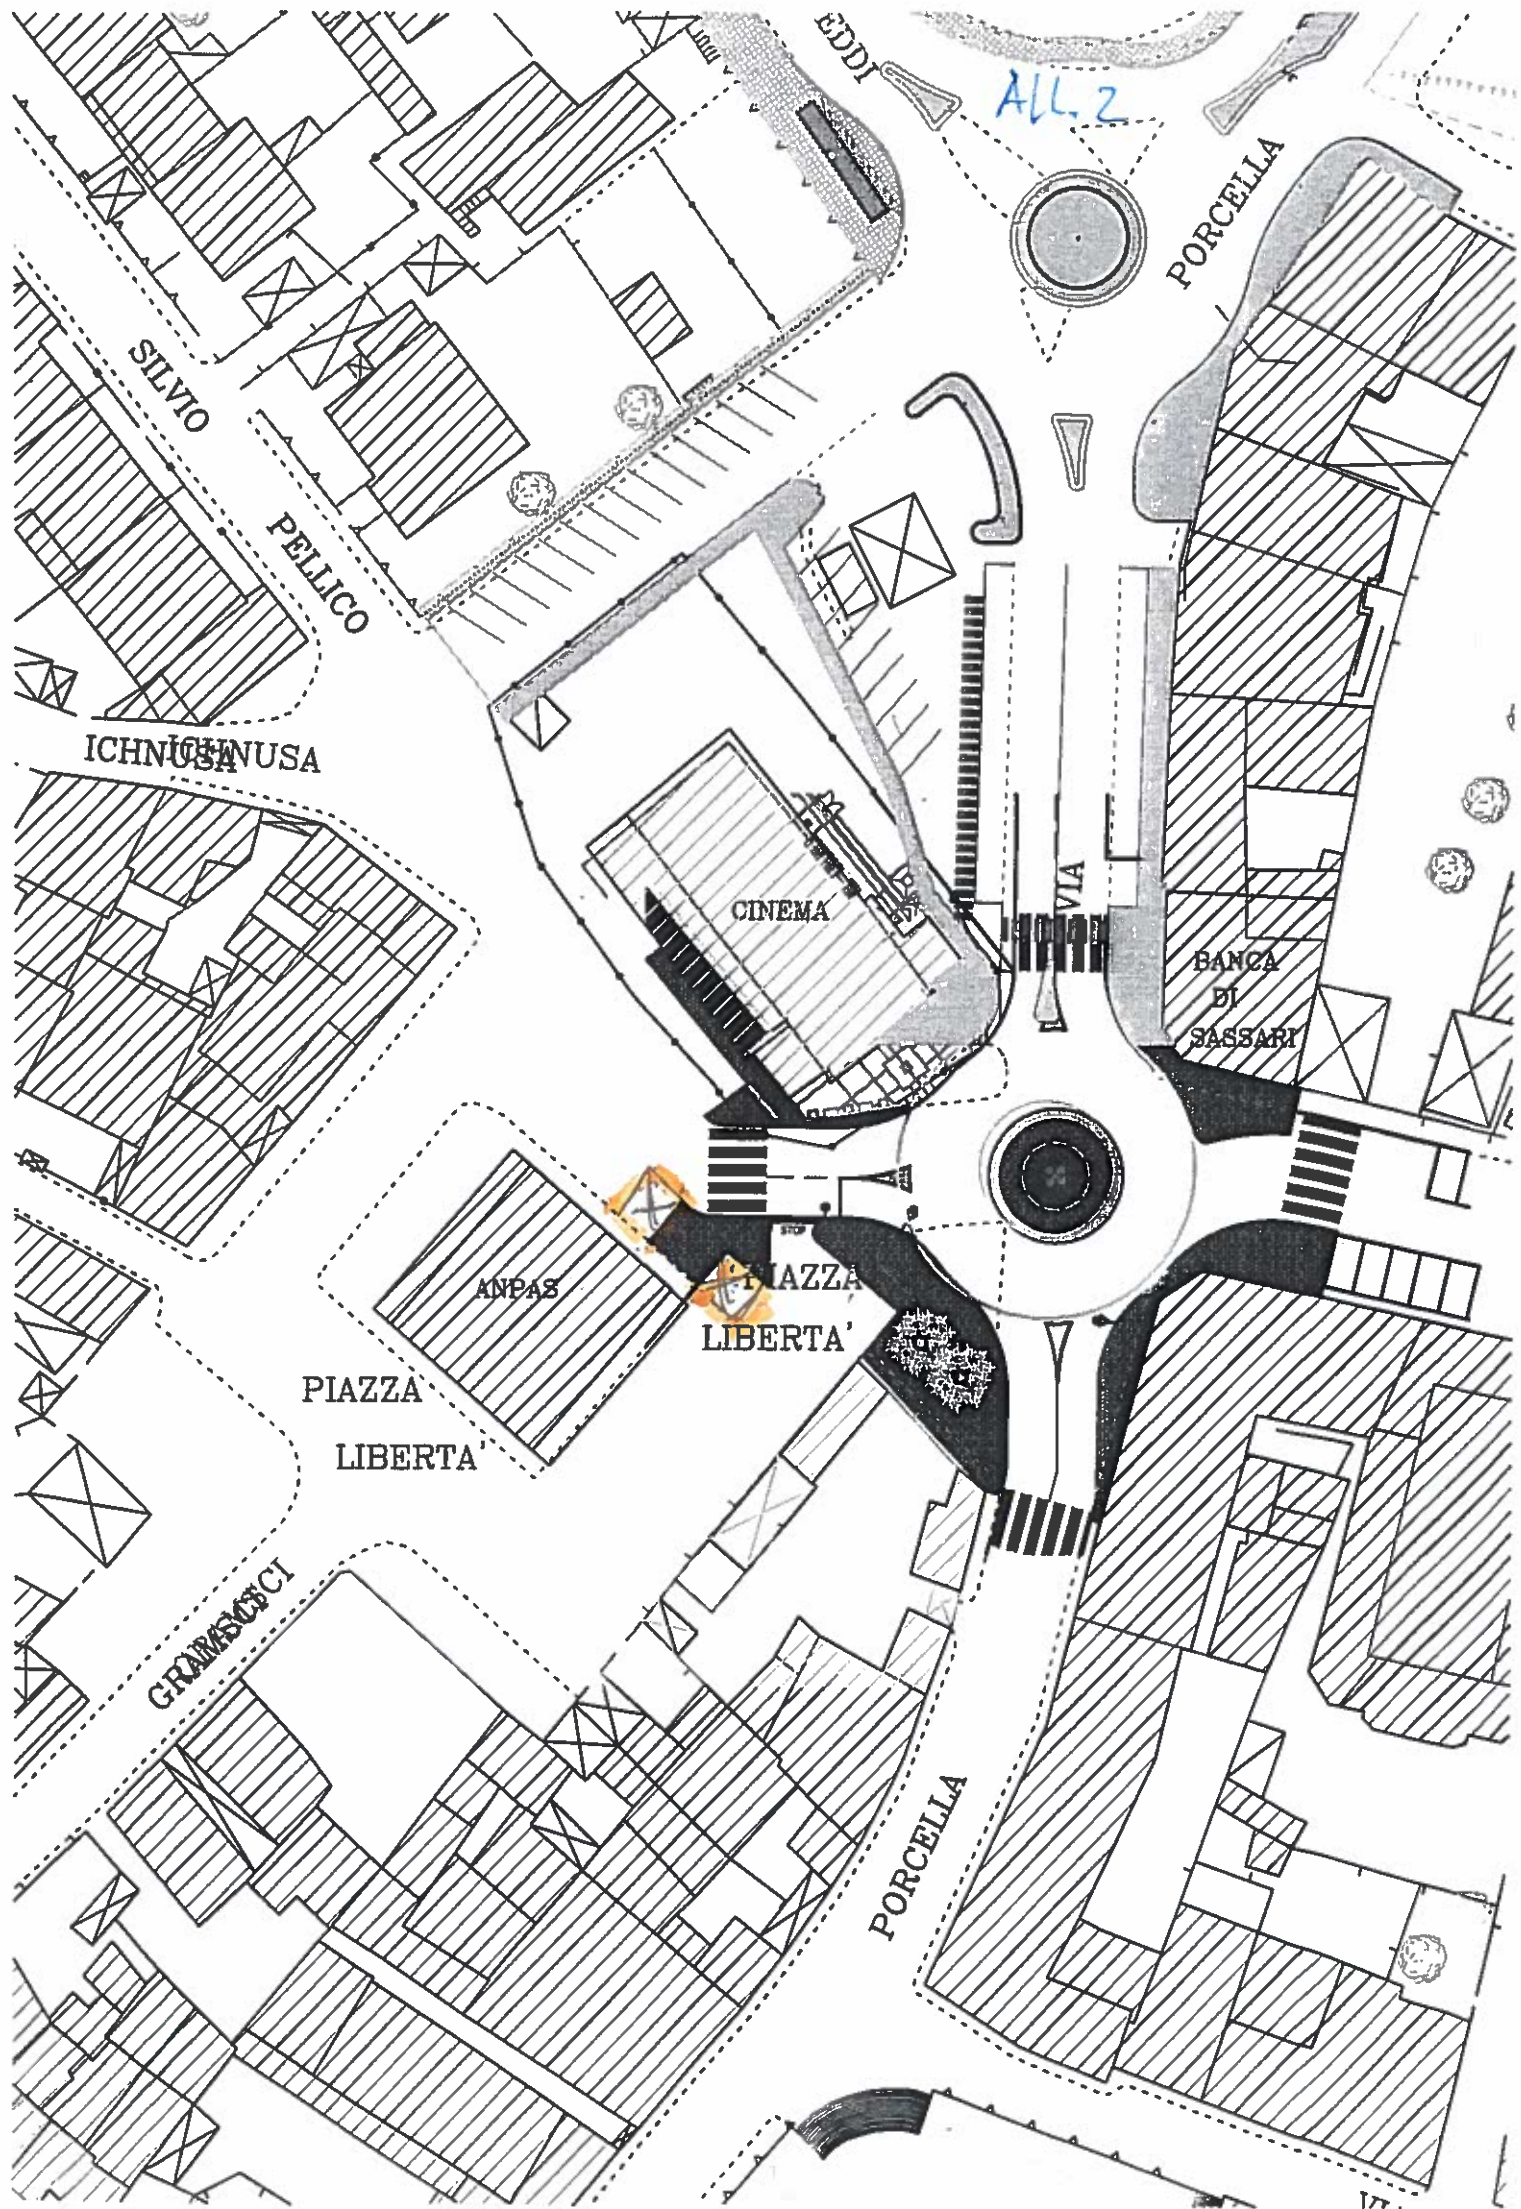 EDDI
All. 2
PORCELLA
SILVIO
PELLICO
ICHNUSA
ICHNUSA
CINEMA
VIA
BANCA
DI
SASSARI
STOP
ANPAS
PIAZZA
LIBERTA'
PIAZZA
LIBERTA'
GRAMSCI
PORCELLA